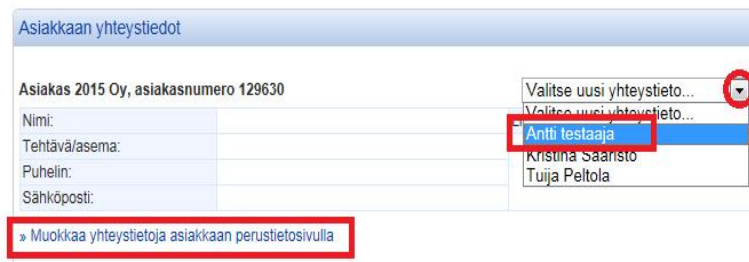 Asiakkaan yhteystiedot
Asiakas 2015 Oy, asiakasnumero 129630
Valitse uusi yhteystieto...
Valitse uusi yhteystieto...
Nimi:
Antti testaaja
Tehtävä/asema:
Kristina Saaristo
Puhelin:
Tuija Peltola
Sähköposti:
» Muokkaa yhteystietoja asiakkaan perustietosivulla